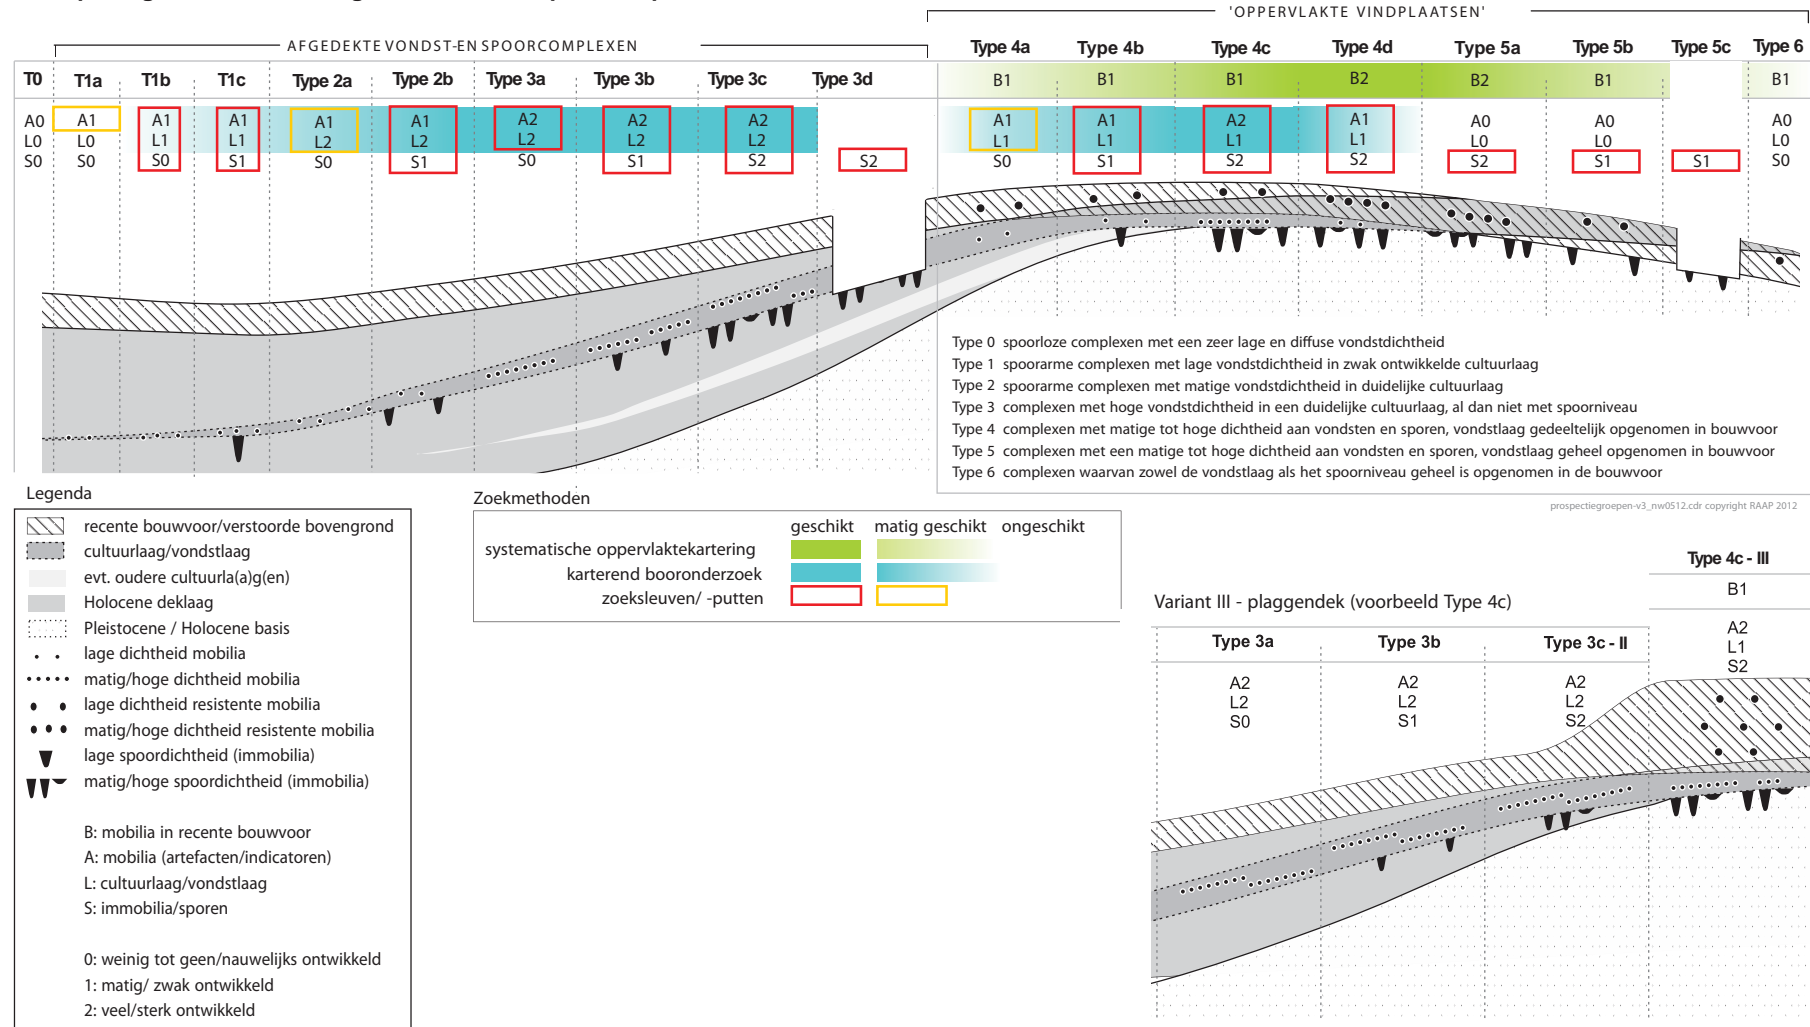 'OPPERVLAKTE VINDPLAATSEN'
AFGEDEKTE VONDST-EN SPOORCOMPLEXEN
T0 T1a T1b T1c Type 2a Type 2b Type 3a Type 3b Type 3c Type 3d Type 4a Type 4b Type 4c Type 4d Type 5a Type 5b Type 5c Type 6
B1 B1 B1 B2 B2 B1 B1
A0 A1 A1 A1 A1 A1 A2 A2 A2 A1 A1 A2 A1 A0 A0 A0
L0 L0 L1 L1 L2 L2 L2 L2 L2 L1 L1 L1 L1 L0 L0 L0
S0 S0 S0 S1 S0 S1 S0 S1 S2 S2 S0 S1 S2 S2 S2 S1 S1 S0
Type 0 spoorloze complexen met een zeer lage en diffuse vondstdichtheid
Type 1 spoorarme complexen met lage vondstdichtheid in zwak ontwikkelde cultuurlaag
Type 2 spoorarme complexen met matige vondstdichtheid in duidelijke cultuurlaag
Type 3 complexen met hoge vondstdichtheid in een duidelijke cultuurlaag, al dan niet met spoorniveau
Type 4 complexen met matige tot hoge dichtheid aan vondsten en sporen, vondstlaag gedeeltelijk opgenomen in bouwvoor
Type 5 complexen met een matige tot hoge dichtheid aan vondsten en sporen, vondstlaag geheel opgenomen in bouwvoor
Type 6 complexen waarvan zowel de vondstlaag als het spoorniveau geheel is opgenomen in de bouwvoor
prospectiegroepen-v3_nw0512.cdr copyright RAAP 2012
Legenda
recente bouwvoor/verstoorde bovengrond
cultuurlaag/vondstlaag
evt. oudere cultuurla(a)g(en)
Holocene deklaag
Pleistocene / Holocene basis
lage dichtheid mobilia
matig/hoge dichtheid mobilia
lage dichtheid resistente mobilia
matig/hoge dichtheid resistente mobilia
lage spoordichtheid (immobilia)
matig/hoge spoordichtheid (immobilia)
B: mobilia in recente bouwvoor
A: mobilia (artefacten/indicatoren)
L: cultuurlaag/vondstlaag
S: immobilia/sporen
0: weinig tot geen/nauwelijks ontwikkeld
1: matig/ zwak ontwikkeld
2: veel/sterk ontwikkeld
Zoekmethoden
geschikt matig geschikt ongeschikt
systematische oppervlaktekartering
karterend booronderzoek
zoeksleuven/ -putten
Variant III - plaggendek (voorbeeld Type 4c)
Type 4c - III
B1
A2
L1
S2
Type 3a Type 3b Type 3c - II
A2 A2 A2
L2 L2 L2
S0 S1 S2